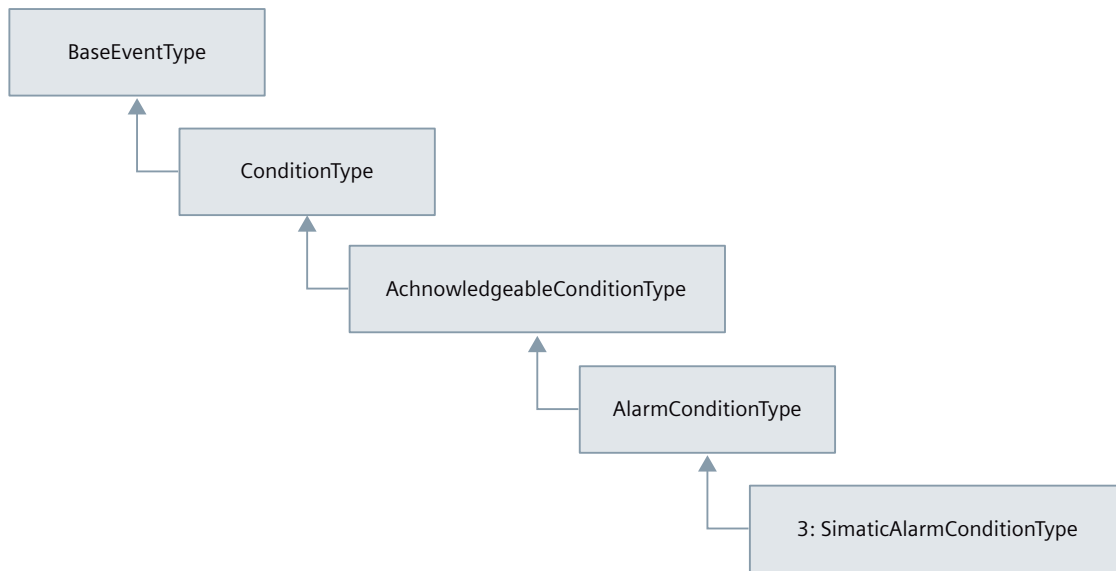 BaseEventType
ConditionType
AchnowledgeableConditionType
AlarmConditionType
3: SimaticAlarmConditionType